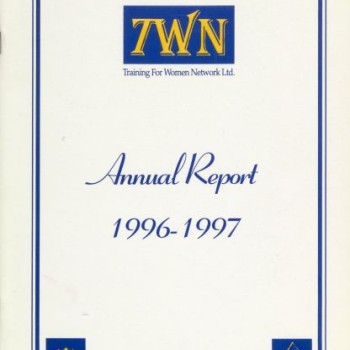 TWN
Training For Women Network Ltd.
Annual Report
1996-1997